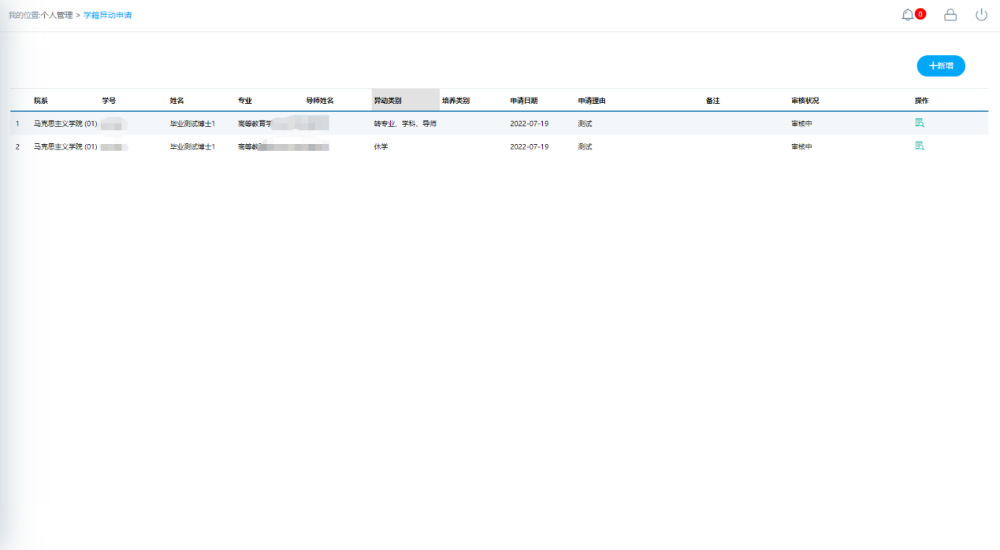 我的位置:个人管理 > 学籍异动申请 0
+新增
院系 学号 姓名 专业 导师姓名 异动类别 培养类别 申请日期 申请理由 备注 审核状况 操作
1 马克思主义学院 (01) 毕业测试博士1 高等教育学 转专业、学科、导师 2022-07-19 测试 审核中
2 马克思主义学院 (01) 毕业测试博士1 高等教 休学 2022-07-19 测试 审核中